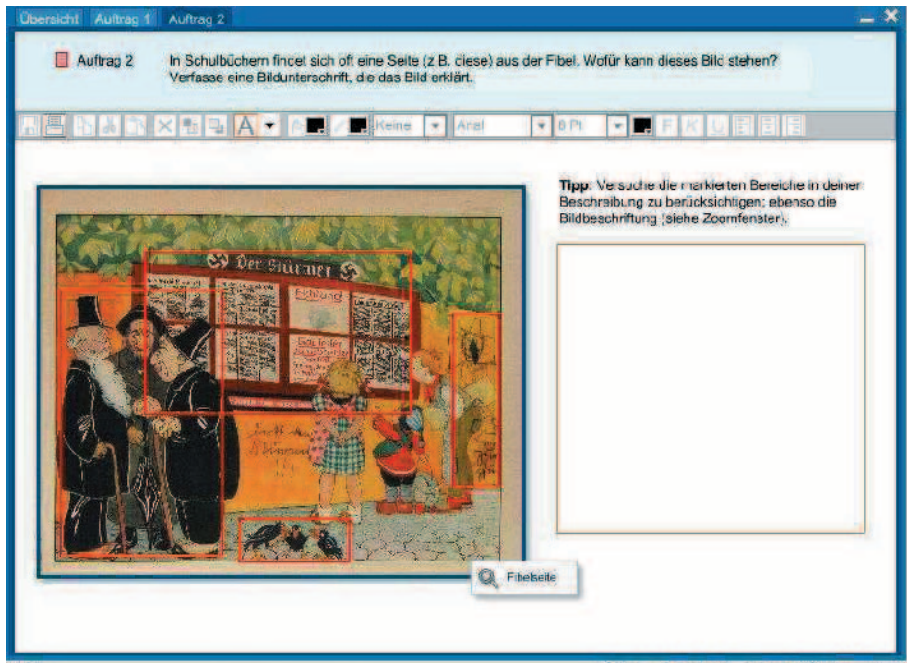 Übersicht Auftrag 1 Auftrag 2
Auftrag 2
In Schulbüchern findet sich oft eine Seite (z B. diese) aus der Fibel. Wofür kann dieses Bild stehen?
Verfasse eine Bildunterschrift, die das Bild erklärt.
Keine Arial 8 Pt F K U
Tipp: Versuche die markierten Bereiche in deiner
Beschreibung zu berücksichtigen; ebenso die
Bildbeschriftung (siehe Zoomfenster).
Der Stürmer
Achtung
Fibelseite